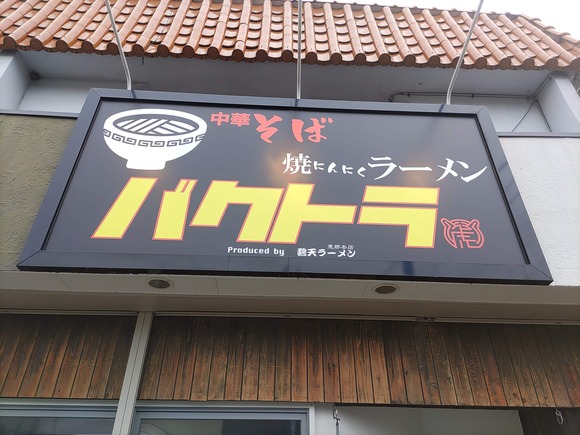 中華そば
焼にんにくラーメン
バクトラ
Produced by 鶴天ラーメン